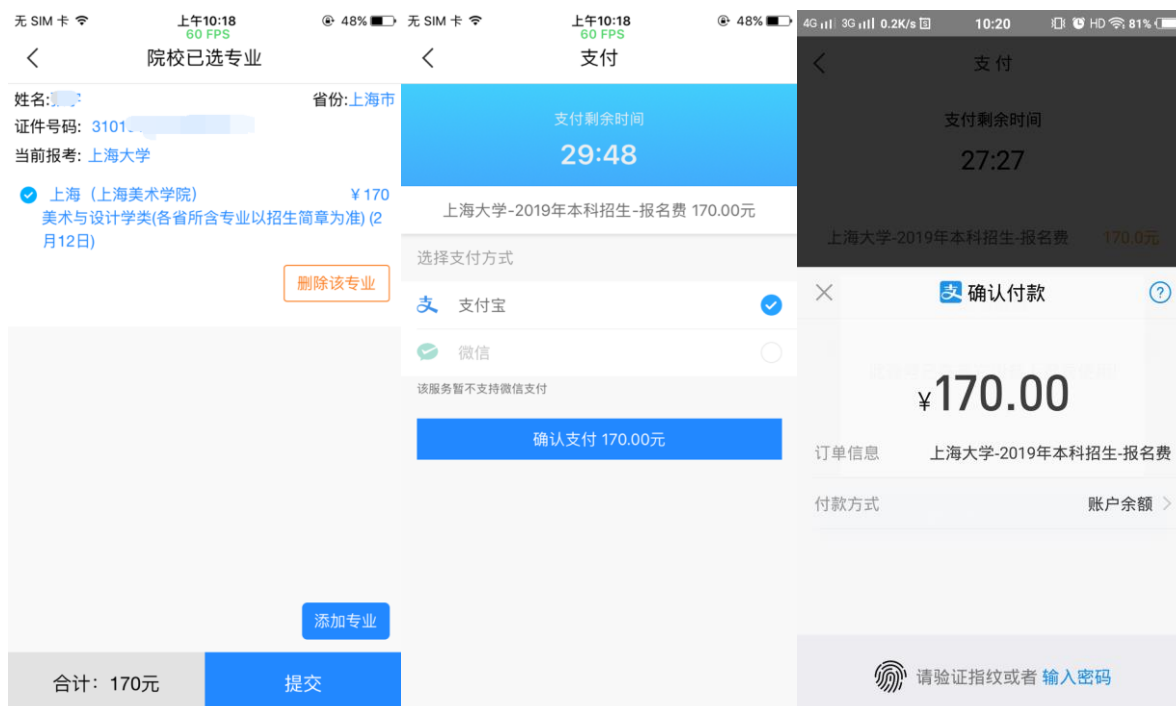 无 SIM 卡
上午10:18
48%
60 FPS
院校已选专业
姓名:
省份:上海市
证件号码: 3101
当前报考: 上海大学
上海（上海美术学院）
¥170
美术与设计学类(各省所含专业以招生简章为准) (2
月12日)
删除该专业
添加专业
合计：170元
提交
无 SIM 卡
上午10:18
48%
60 FPS
支付
支付剩余时间
29:48
上海大学-2019年本科招生-报名费 170.00元
选择支付方式
支付宝
微信
该服务暂不支持微信支付
确认支付 170.00元
4G 3G 0.2K/s
10:20
HD 81%
支付
支付剩余时间
27:27
上海大学-2019年本科招生-报名费 170.0元
支 确认付款 ?
¥170.00
订单信息 上海大学-2019年本科招生-报名费
付款方式 账户余额
请验证指纹或者 输入密码